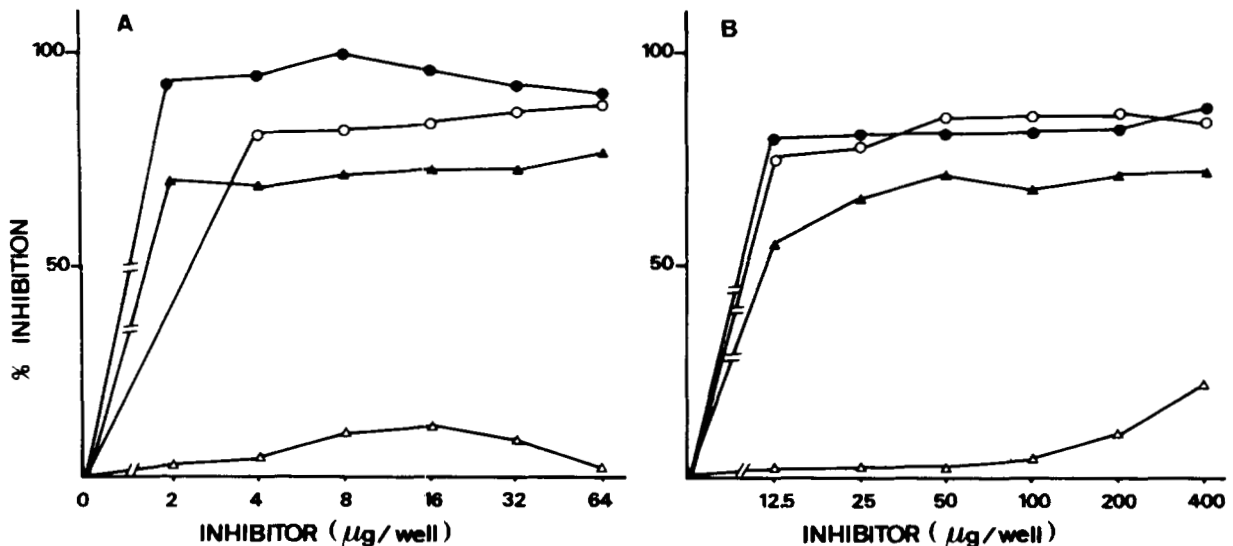 A
B
100
100
50
50
% INHIBITION
0 2 4 8 16 32 64
12.5 25 50 100 200 400
INHIBITOR ( μg/well)
INHIBITOR ( μg/well)